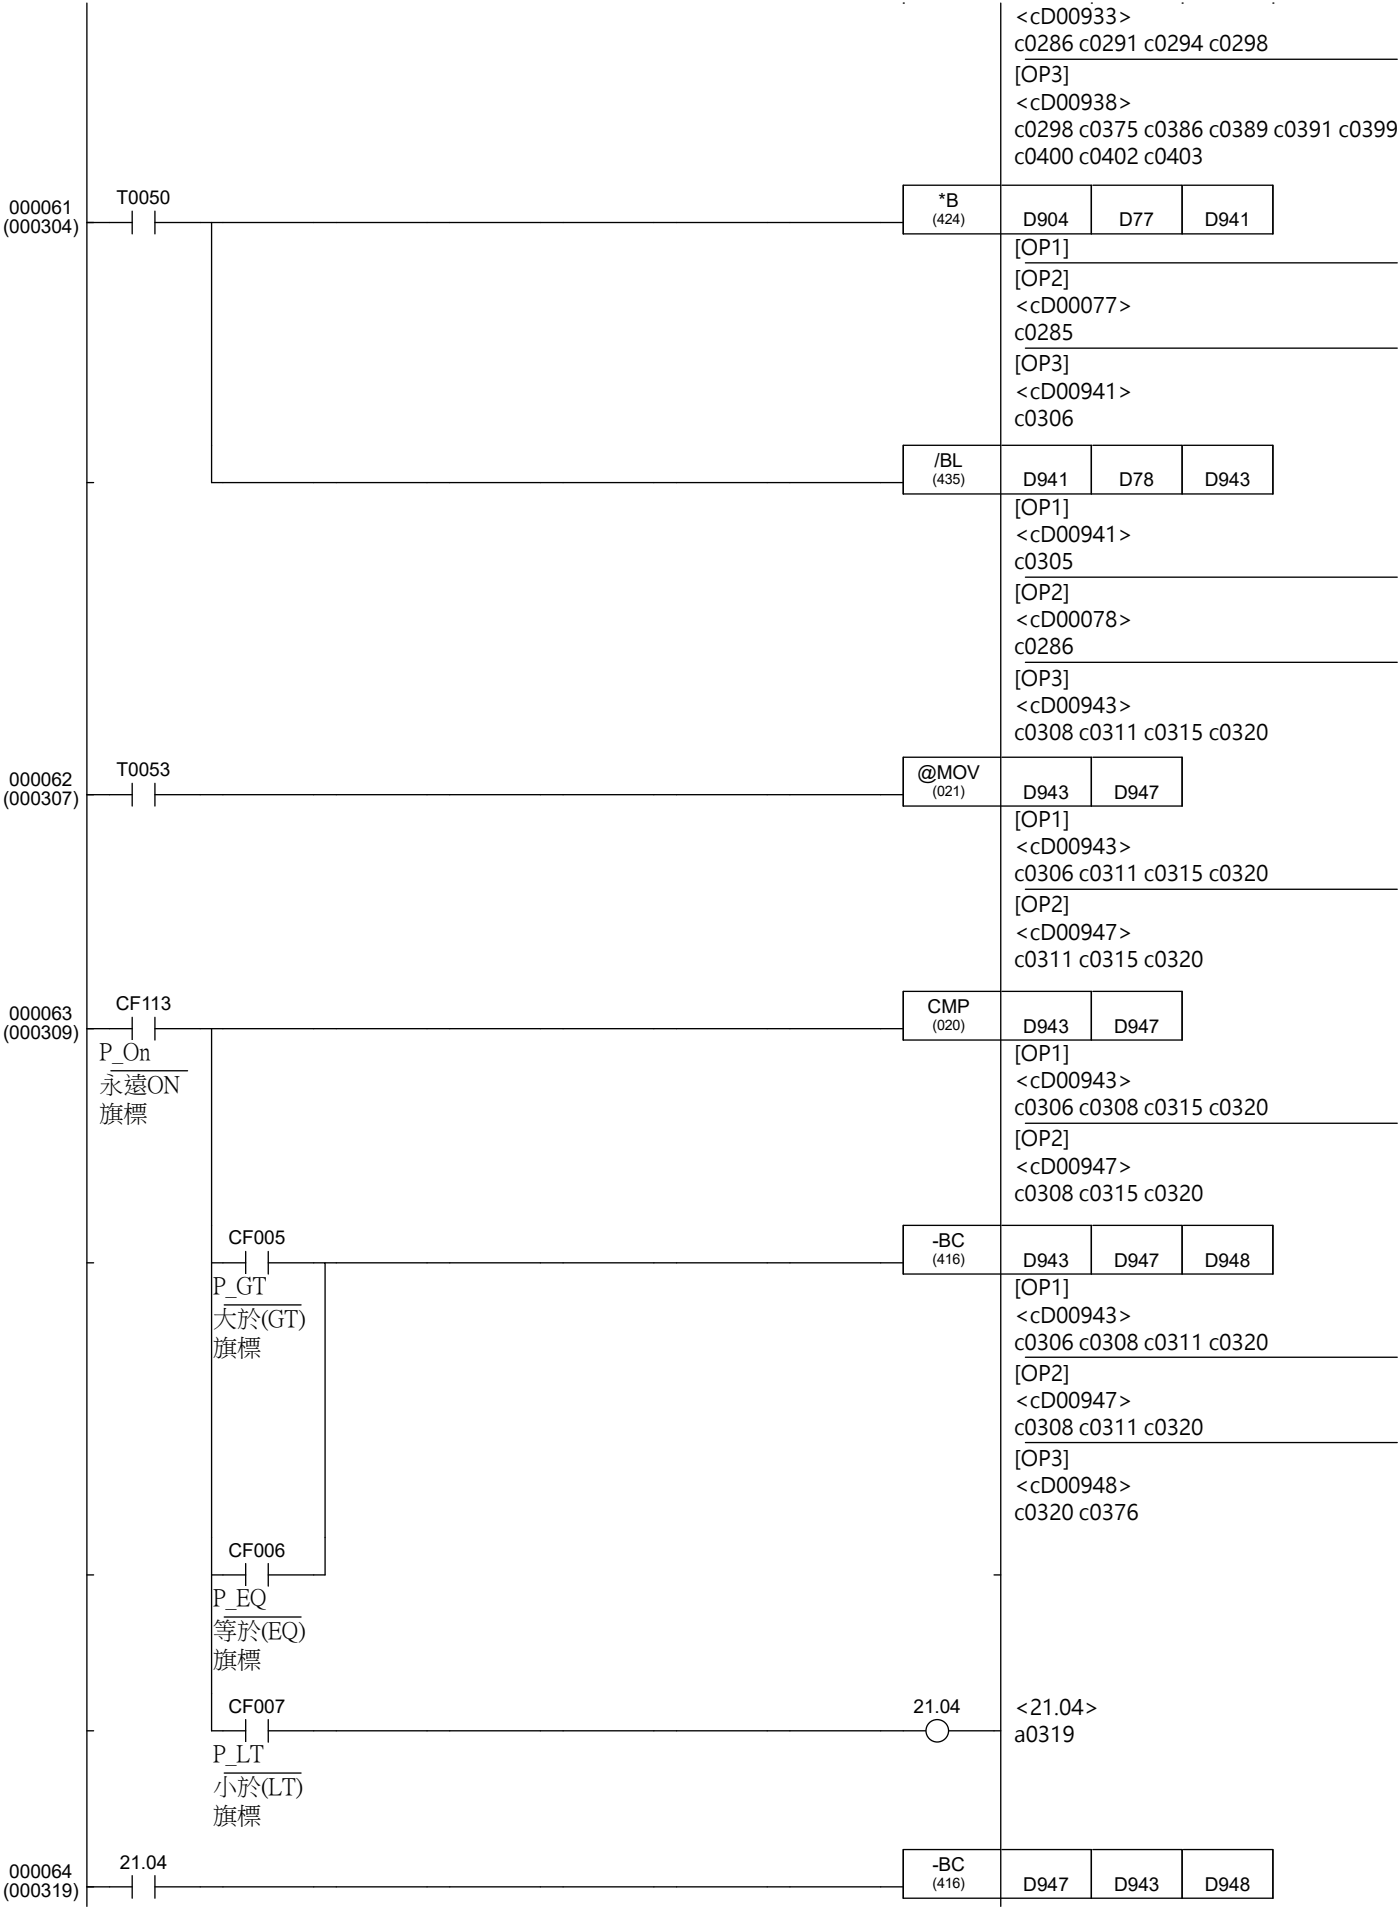 <cD00933>
c0286 c0291 c0294 c0298
[OP3]
<cD00938>
c0298 c0375 c0386 c0389 c0391 c0399
c0400 c0402 c0403
000061
(000304)
T0050
*B
(424)
D904 D77 D941
[OP1]
[OP2]
<cD00077>
c0285
[OP3]
<cD00941>
c0306
/BL
(435)
D941 D78 D943
[OP1]
<cD00941>
c0305
[OP2]
<cD00078>
c0286
[OP3]
<cD00943>
c0308 c0311 c0315 c0320
000062
(000307)
T0053
@MOV
(021)
D943 D947
[OP1]
<cD00943>
c0306 c0311 c0315 c0320
[OP2]
<cD00947>
c0311 c0315 c0320
000063
(000309)
CF113
P_On
永遠ON
旗標
CMP
(020)
D943 D947
[OP1]
<cD00943>
c0306 c0308 c0315 c0320
[OP2]
<cD00947>
c0308 c0315 c0320
CF005
P_GT
大於(GT)
旗標
-BC
(416)
D943 D947 D948
[OP1]
<cD00943>
c0306 c0308 c0311 c0320
[OP2]
<cD00947>
c0308 c0311 c0320
[OP3]
<cD00948>
c0320 c0376
CF006
P_EQ
等於(EQ)
旗標
CF007
P_LT
小於(LT)
旗標
21.04
<21.04>
a0319
000064
(000319)
21.04
-BC
(416)
D947 D943 D948